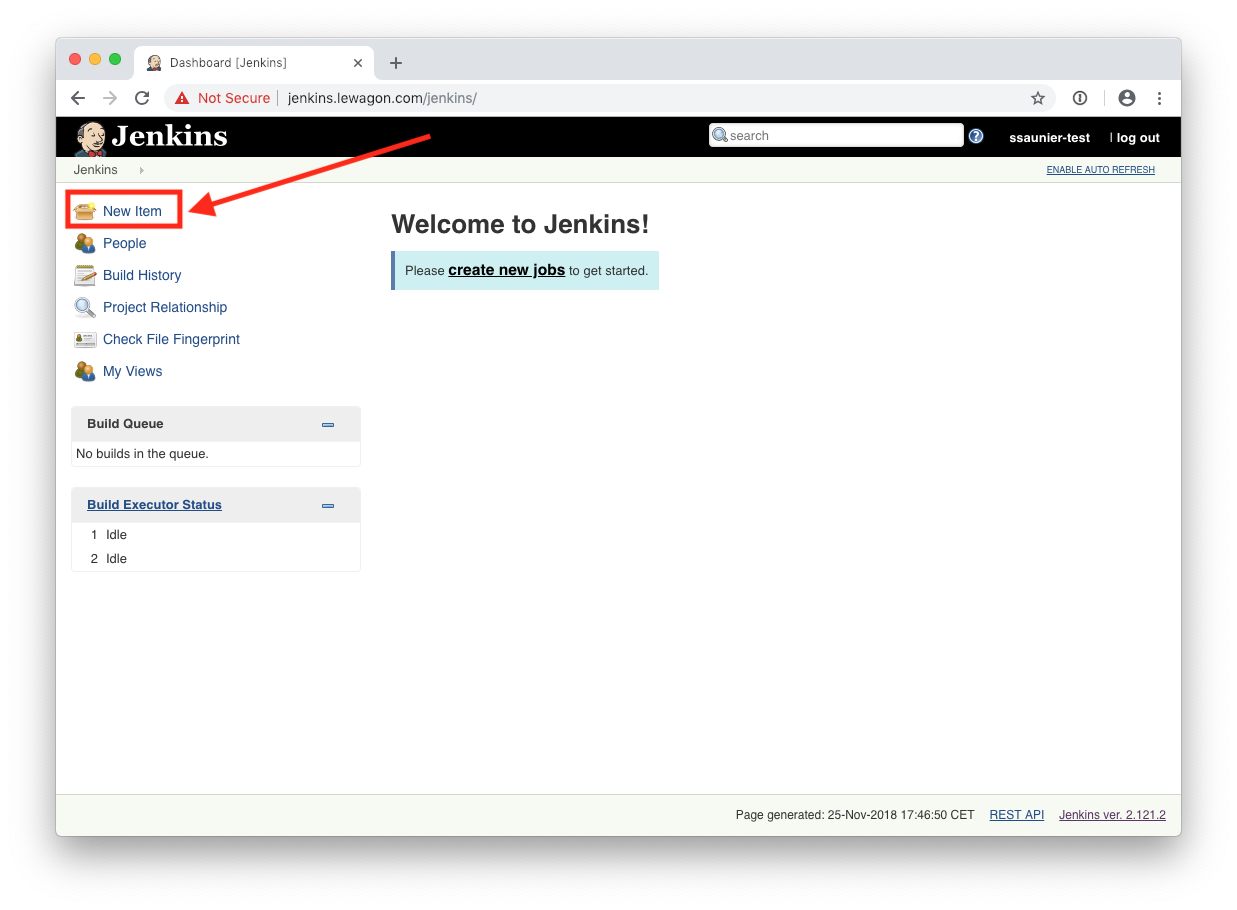 Dashboard [Jenkins]
Not Secure jenkins.lewagon.com/jenkins/
Jenkins search ssaunier-test | log out
Jenkins ENABLE AUTO REFRESH
New Item
People
Build History
Project Relationship
Check File Fingerprint
My Views
Welcome to Jenkins!
Please create new jobs to get started.
Build Queue
No builds in the queue.
Build Executor Status
1 Idle
2 Idle
Page generated: 25-Nov-2018 17:46:50 CET REST API Jenkins ver. 2.121.2